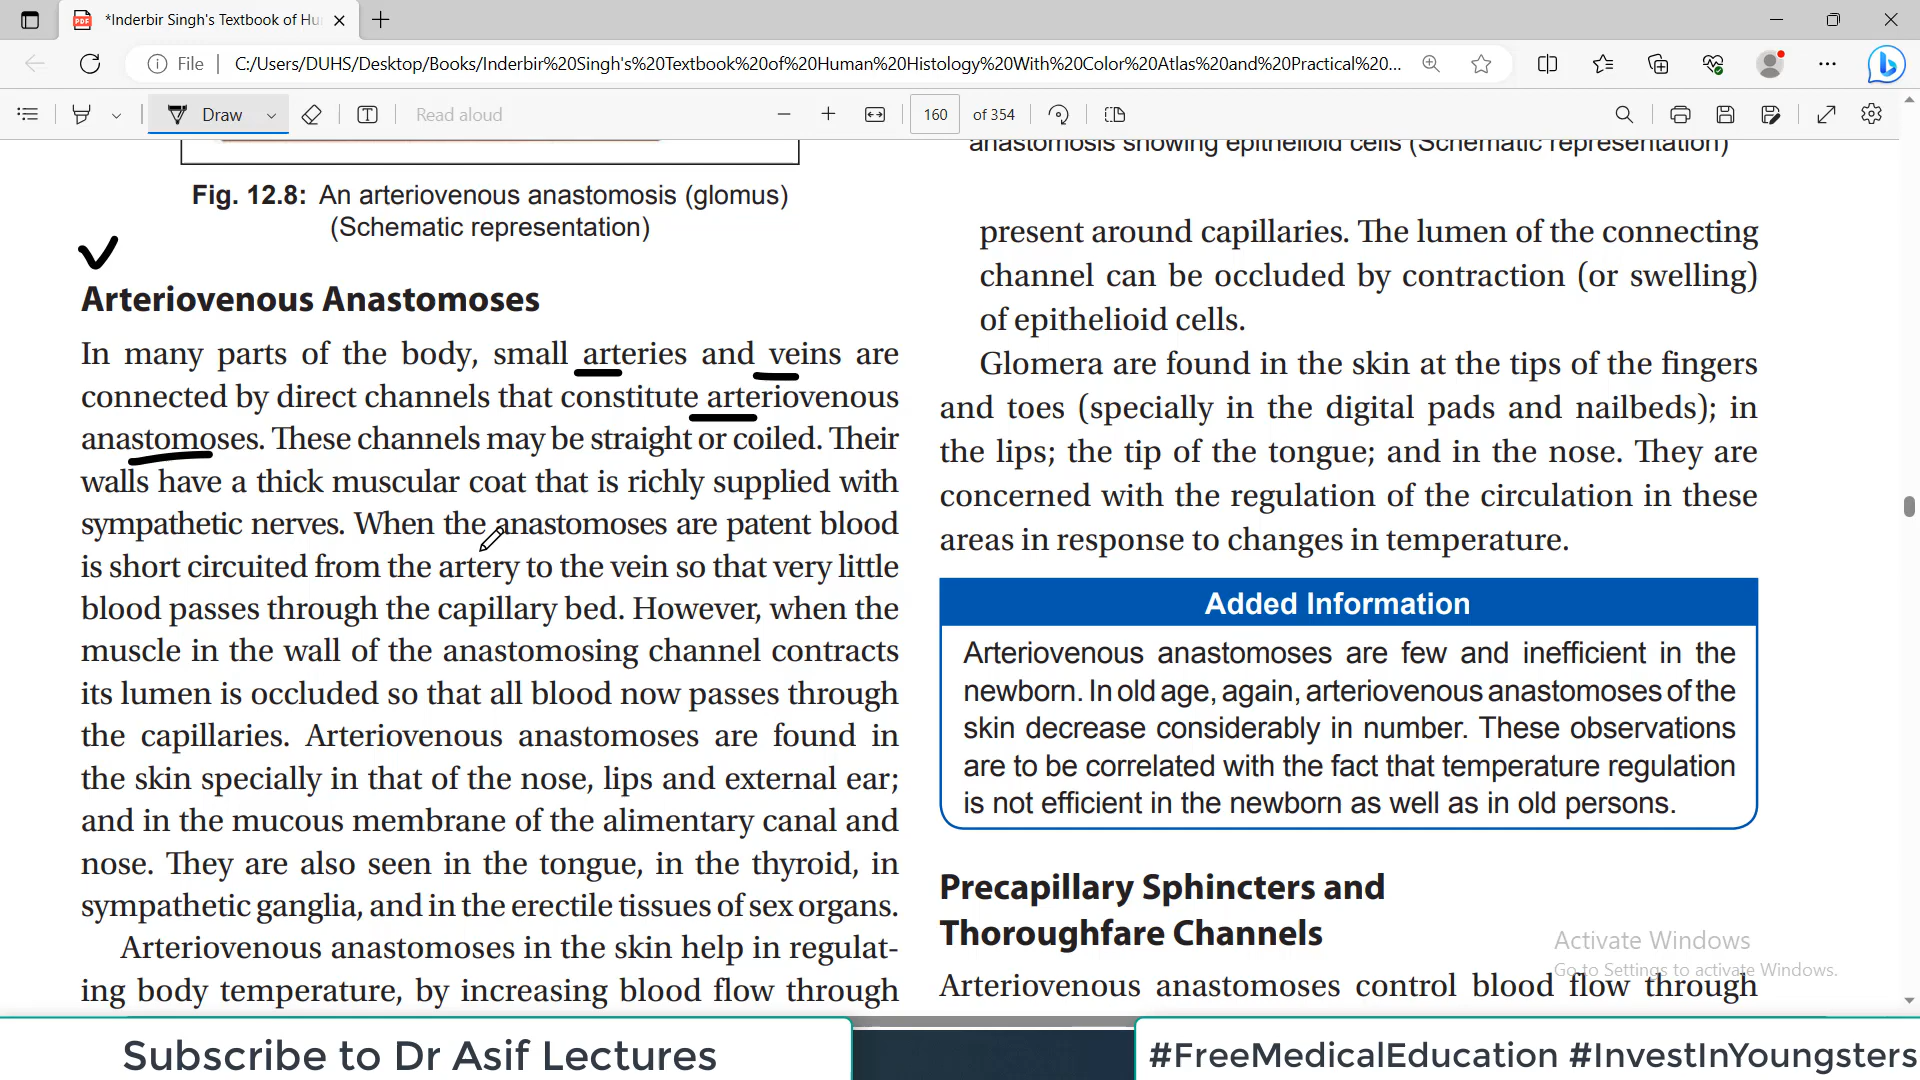 *Inderbir Singh's Textbook of Hu
File
C:/Users/DUHS/Desktop/Books/Inderbir%20Singh's%20Textbook%20of%20Human%20Histology%20With%20Color%20Atlas%20and%20Practical%20...
Draw
Read aloud
160 of 354
Fig. 12.8: An arteriovenous anastomosis (glomus)
(Schematic representation)
Arteriovenous Anastomoses
In many parts of the body, small arteries and veins are
connected by direct channels that constitute arteriovenous
anastomoses. These channels may be straight or coiled. Their
walls have a thick muscular coat that is richly supplied with
sympathetic nerves. When the anastomoses are patent blood
is short circuited from the artery to the vein so that very little
blood passes through the capillary bed. However, when the
muscle in the wall of the anastomosing channel contracts
its lumen is occluded so that all blood now passes through
the capillaries. Arteriovenous anastomoses are found in
the skin specially in that of the nose, lips and external ear;
and in the mucous membrane of the alimentary canal and
nose. They are also seen in the tongue, in the thyroid, in
sympathetic ganglia, and in the erectile tissues of sex organs.
Arteriovenous anastomoses in the skin help in regulat-
ing body temperature, by increasing blood flow through
anastomosis showing epithelioid cells (Schematic representation)
present around capillaries. The lumen of the connecting
channel can be occluded by contraction (or swelling)
of epithelioid cells.
Glomera are found in the skin at the tips of the fingers
and toes (specially in the digital pads and nailbeds); in
the lips; the tip of the tongue; and in the nose. They are
concerned with the regulation of the circulation in these
areas in response to changes in temperature.
Added Information
Arteriovenous anastomoses are few and inefficient in the
newborn. In old age, again, arteriovenous anastomoses of the
skin decrease considerably in number. These observations
are to be correlated with the fact that temperature regulation
is not efficient in the newborn as well as in old persons.
Precapillary Sphincters and
Thoroughfare Channels
Arteriovenous anastomoses control blood flow through
Activate Windows
Go to Settings to activate Windows.
Subscribe to Dr Asif Lectures
#FreeMedicalEducation #InvestInYoungsters